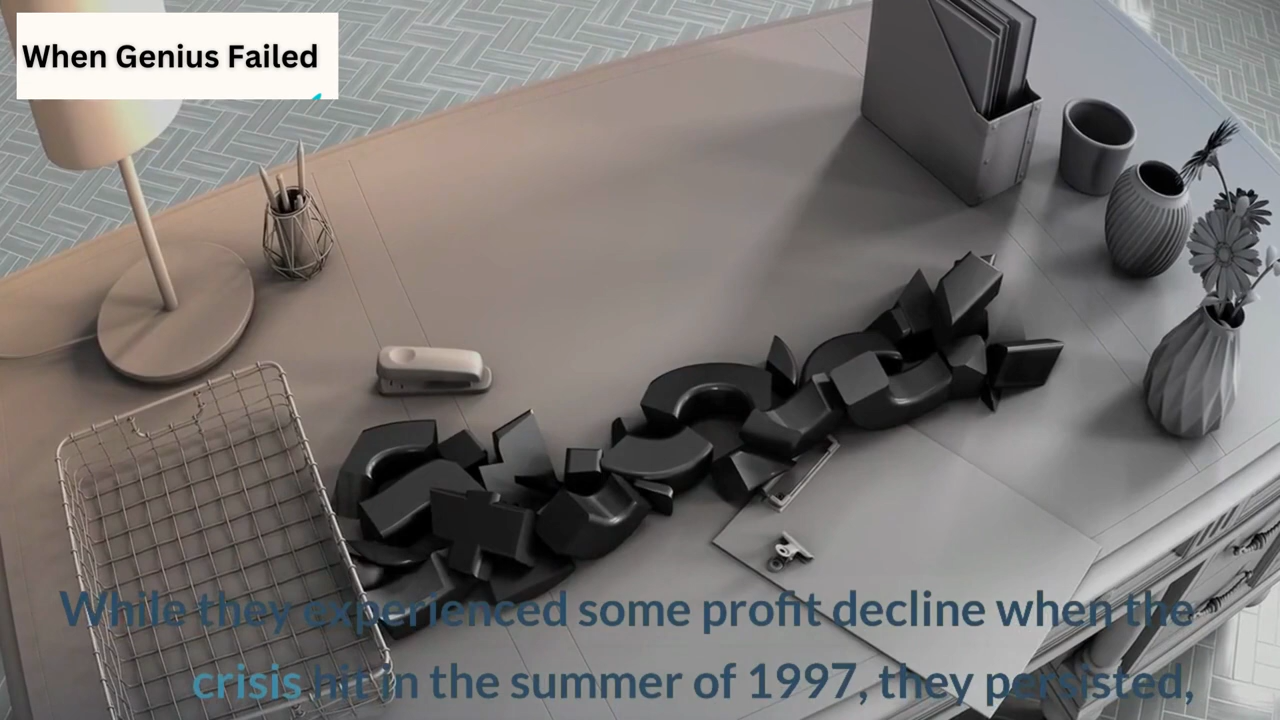 When Genius Failed
While they experienced some profit decline when the
crisis hit in the summer of 1997, they persisted,